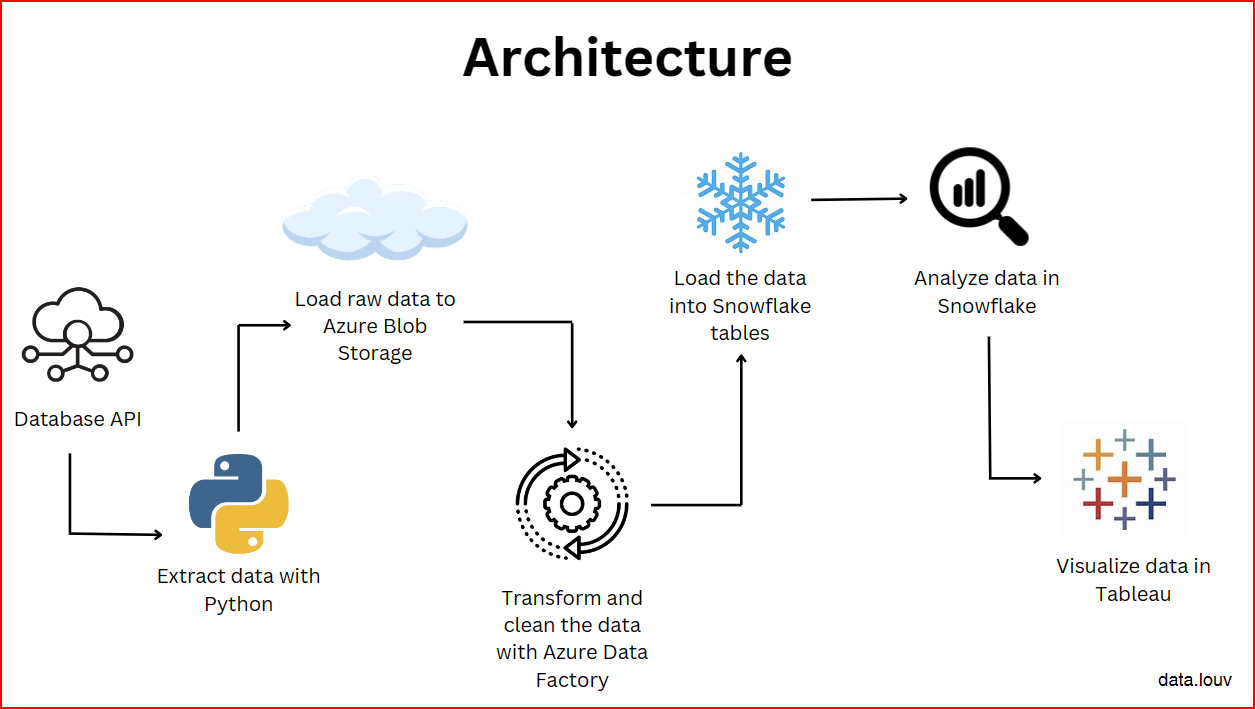 Architecture
Database API
Extract data with
Python
Load raw data to
Azure Blob
Storage
Transform and
clean the data
with Azure Data
Factory
Load the data
into Snowflake
tables
Analyze data in
Snowflake
Visualize data in
Tableau
data.louv